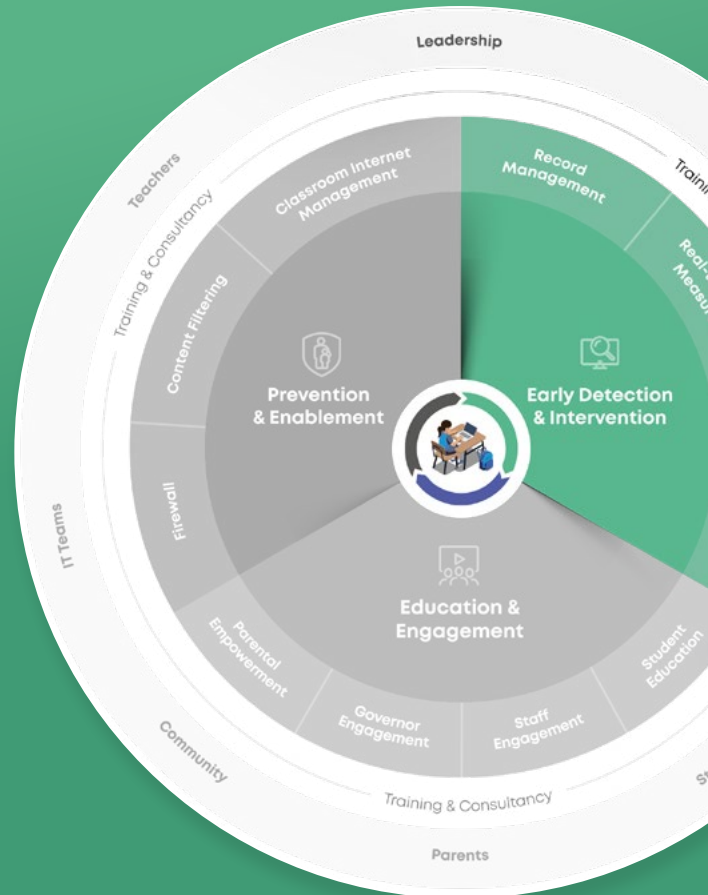 Leadership
Teachers
Training & Consultancy
Classroom Internet
Management
Record
Management
Content Filtering
Prevention
& Enablement
Early Detection
& Intervention
Firewall
IT Teams
Education &
Engagement
Parental
Empowerment
Governor
Engagement
Staff
Engagement
Student
Education
Community
Training & Consultancy
Parents